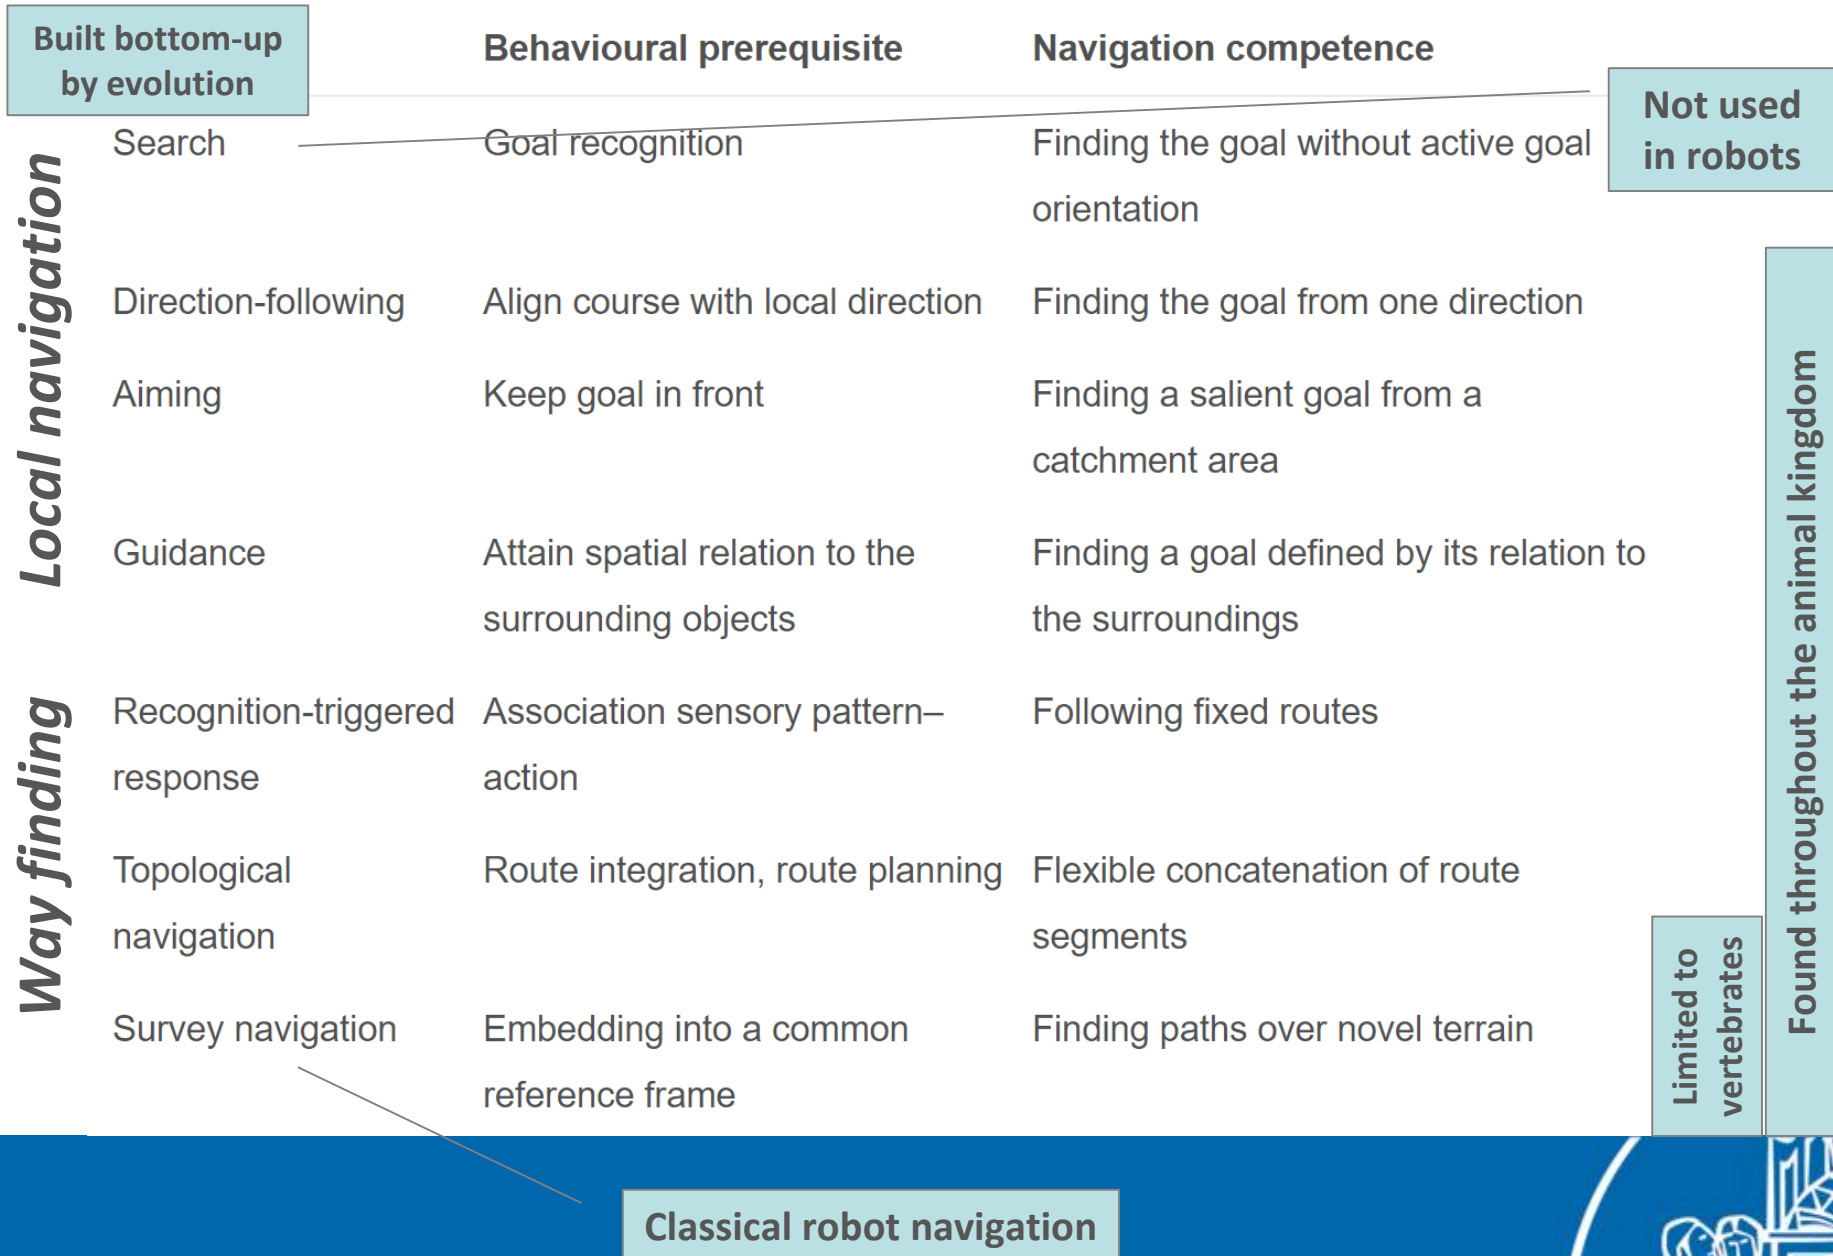 Built bottom-up
by evolution
Behavioural prerequisite
Navigation competence
Not used
in robots
Local navigation
Search
Goal recognition
Finding the goal without active goal
orientation
Direction-following
Align course with local direction
Finding the goal from one direction
Aiming
Keep goal in front
Finding a salient goal from a
catchment area
Guidance
Attain spatial relation to the
surrounding objects
Finding a goal defined by its relation to
the surroundings
Way finding
Recognition-triggered
response
Association sensory pattern–
action
Following fixed routes
Topological
navigation
Route integration, route planning
Flexible concatenation of route
segments
Survey navigation
Embedding into a common
reference frame
Finding paths over novel terrain
Limited to
vertebrates
Found throughout the animal kingdom
Classical robot navigation